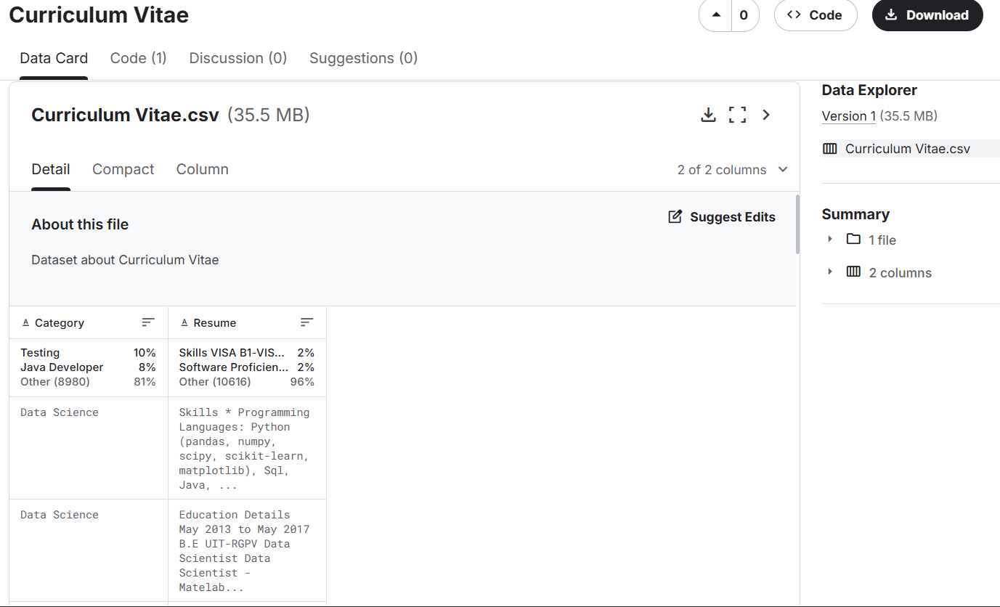 Curriculum Vitae
0
<> Code
Download
Data Card
Code (1)
Discussion (0)
Suggestions (0)
Curriculum Vitae.csv (35.5 MB)
Detail
Compact
Column
2 of 2 columns
About this file
Suggest Edits
Dataset about Curriculum Vitae
A Category
A Resume
Testing 10%
Java Developer 8%
Other (8980) 81%
Skills VISA B1-VIS... 2%
Software Proficien... 2%
Other (10616) 96%
Data Science
Skills * Programming
Languages: Python
(pandas, numpy,
scipy, scikit-learn,
matplotlib), Sql,
Java, ...
Data Science
Education Details
May 2013 to May 2017
B.E UIT-RGPV Data
Scientist Data
Scientist -
Matelab...
Data Explorer
Version 1 (35.5 MB)
Curriculum Vitae.csv
Summary
1 file
2 columns